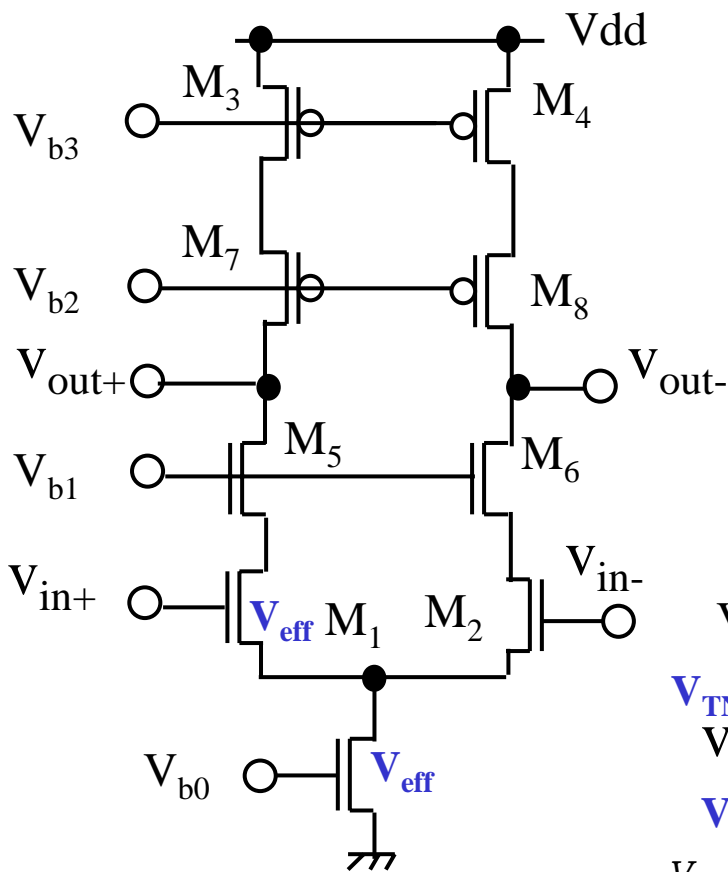 Vdd
M3 M4
Vb3
M7
Vb2 M8
vout+ vout-
M5 M6
Vb1
vin+ vin-
Veff M1 M2
VTN
Vb0 Veff